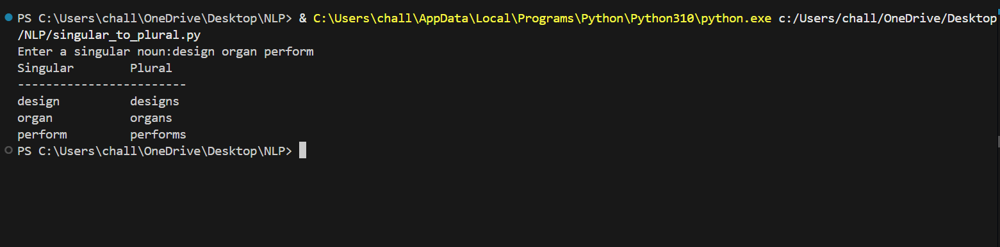 PS C:\Users\chall\OneDrive\Desktop\NLP> & C:\Users\chall\AppData\Local\Programs\Python\Python310\python.exe c:/Users/chall/OneDrive/Desktop
/NLP/singular_to_plural.py
Enter a singular noun:design organ perform
Singular        Plural
------------------------
design          designs
organ           organs
perform         performs
PS C:\Users\chall\OneDrive\Desktop\NLP>